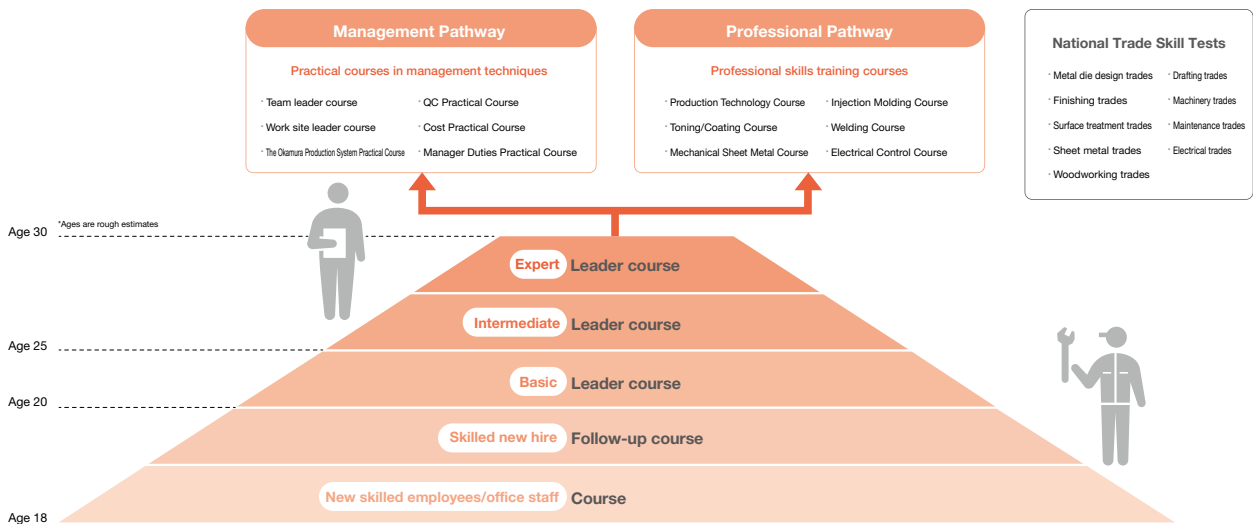 Management Pathway
Practical courses in management techniques
· Team leader course
· QC Practical Course
· Work site leader course
· Cost Practical Course
· The Okamura Production System Practical Course
· Manager Duties Practical Course
Professional Pathway
Professional skills training courses
· Production Technology Course
· Injection Molding Course
· Toning/Coating Course
· Welding Course
· Mechanical Sheet Metal Course
· Electrical Control Course
National Trade Skill Tests
· Metal die design trades
· Drafting trades
· Finishing trades
· Machinery trades
· Surface treatment trades
· Maintenance trades
· Sheet metal trades
· Electrical trades
· Woodworking trades
*Ages are rough estimates
Age 30
Expert Leader course
Intermediate Leader course
Age 25
Basic Leader course
Age 20
Skilled new hire Follow-up course
New skilled employees/office staff Course
Age 18